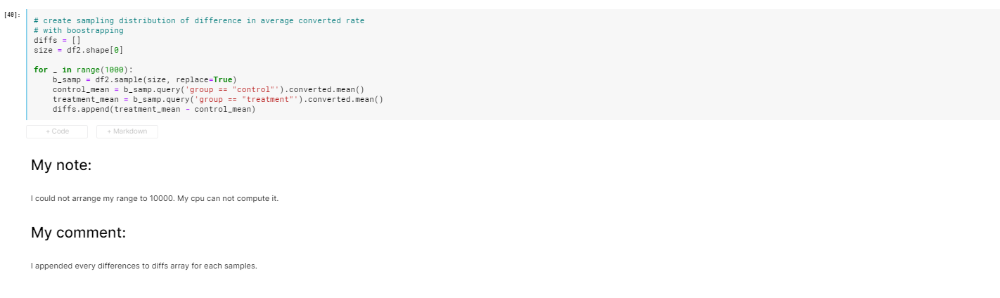 [40]:
# create sampling distribution of difference in average converted rate
# with boostrapping
diffs = []
size = df2.shape[0]
for _ in range(1000):
    b_samp = df2.sample(size, replace=True)
    control_mean = b_samp.query('group == "control"').converted.mean()
    treatment_mean = b_samp.query('group == "treatment"').converted.mean()
    diffs.append(treatment_mean - control_mean)
+ Code + Markdown
My note:
I could not arrange my range to 10000. My cpu can not compute it.
My comment:
I appended every differences to diffs array for each samples.